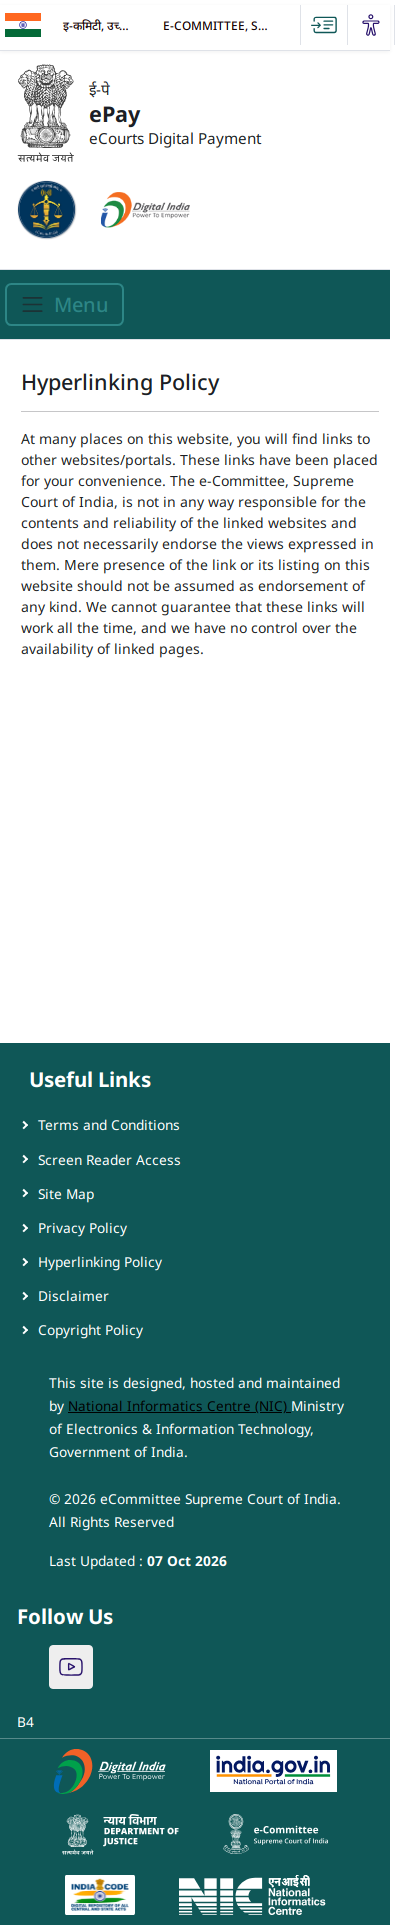 इ-कमिटी, उच्...
E-COMMITTEE, S...
ई-पे
ePay
eCourts Digital Payment
सत्यमेव जयते
Digital India
Power To Empower
Menu
Hyperlinking Policy
At many places on this website, you will find links to
other websites/portals. These links have been placed
for your convenience. The e-Committee, Supreme
Court of India, is not in any way responsible for the
contents and reliability of the linked websites and
does not necessarily endorse the views expressed in
them. Mere presence of the link or its listing on this
website should not be assumed as endorsement of
any kind. We cannot guarantee that these links will
work all the time, and we have no control over the
availability of linked pages.
Useful Links
Terms and Conditions
Screen Reader Access
Site Map
Privacy Policy
Hyperlinking Policy
Disclaimer
Copyright Policy
This site is designed, hosted and maintained
by National Informatics Centre (NIC) Ministry
of Electronics & Information Technology,
Government of India.
© 2026 eCommittee Supreme Court of India.
All Rights Reserved
Last Updated : 07 Oct 2026
Follow Us
B4
Digital India
Power To Empower
india.gov.in
National Portal of India
न्याय विभाग
DEPARTMENT OF
JUSTICE
सत्यमेव जयते
e-Committee
Supreme Court of India
INDIA CODE
DIGITAL REPOSITORY OF ALL
CENTRAL AND STATE ACTS
NIC
एनआईसी
National
Informatics
Centre